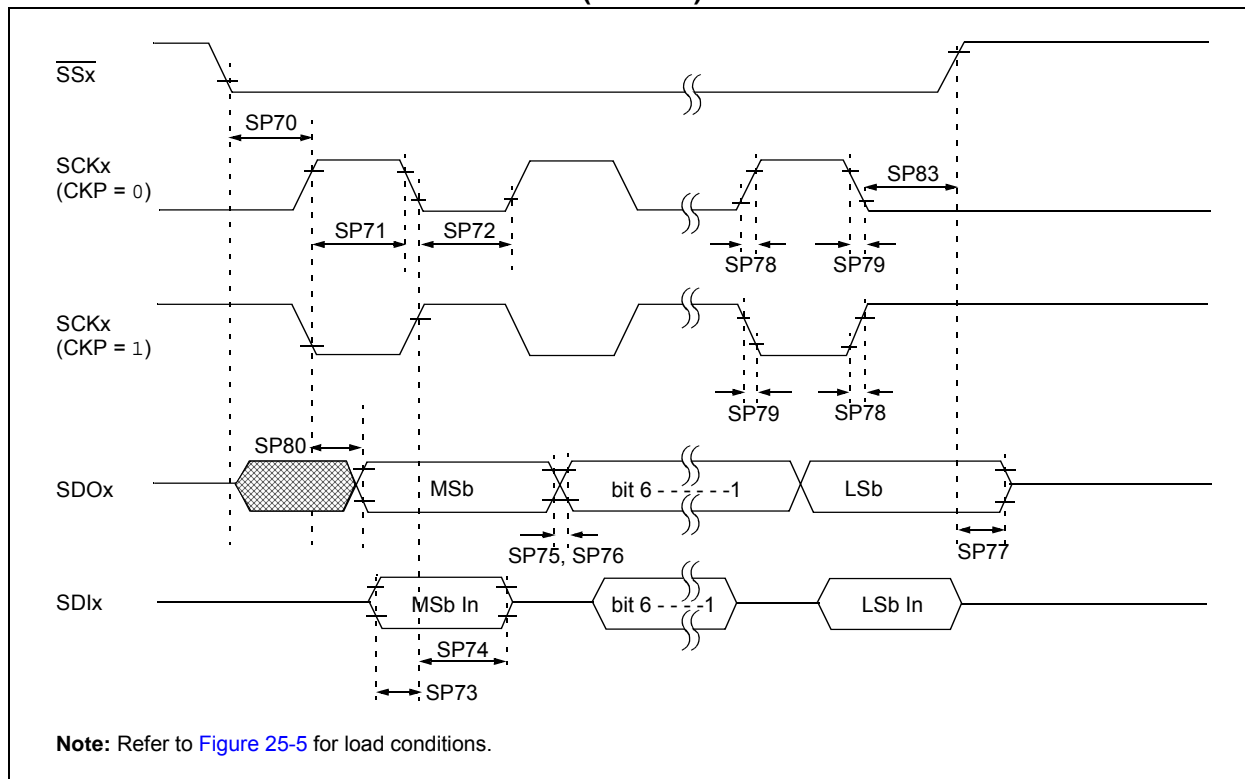 SSx
SP70
SCKx
(CKP = 0)
SP83
SP71
SP72
SP78
SP79
SCKx
(CKP = 1)
SP79
SP78
SP80
SDOx
MSb
bit 6 - - - - - -1
LSb
SP75, SP76
SP77
SDIx
MSb In
bit 6 - - - -1
LSb In
SP74
SP73
Note: Refer to Figure 25-5 for load conditions.